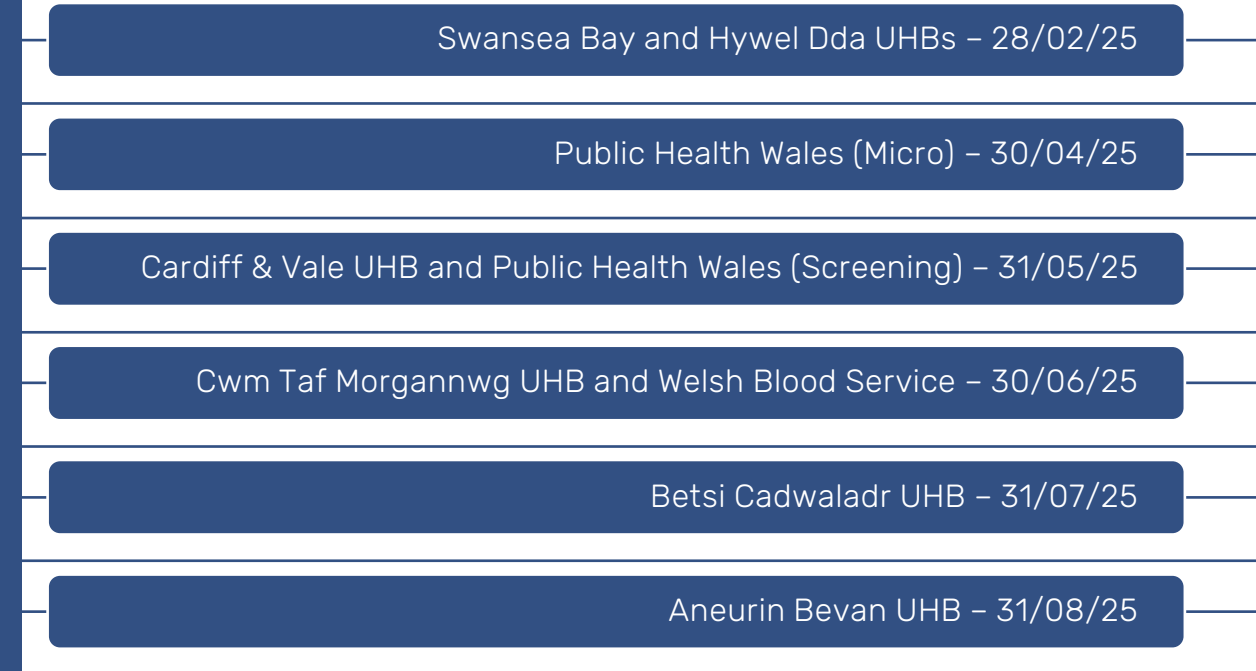 Swansea Bay and Hywel Dda UHBs – 28/02/25
Public Health Wales (Micro) – 30/04/25
Cardiff & Vale UHB and Public Health Wales (Screening) – 31/05/25
Cwm Taf Morgannwg UHB and Welsh Blood Service – 30/06/25
Betsi Cadwaladr UHB – 31/07/25
Aneurin Bevan UHB – 31/08/25